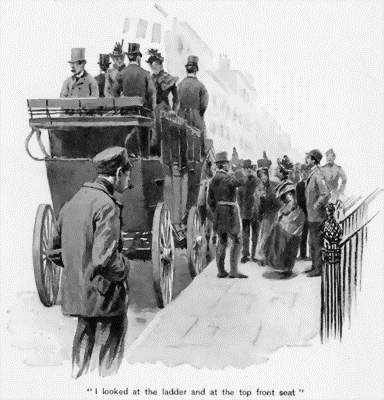 "I looked at the ladder and at the top front seat"